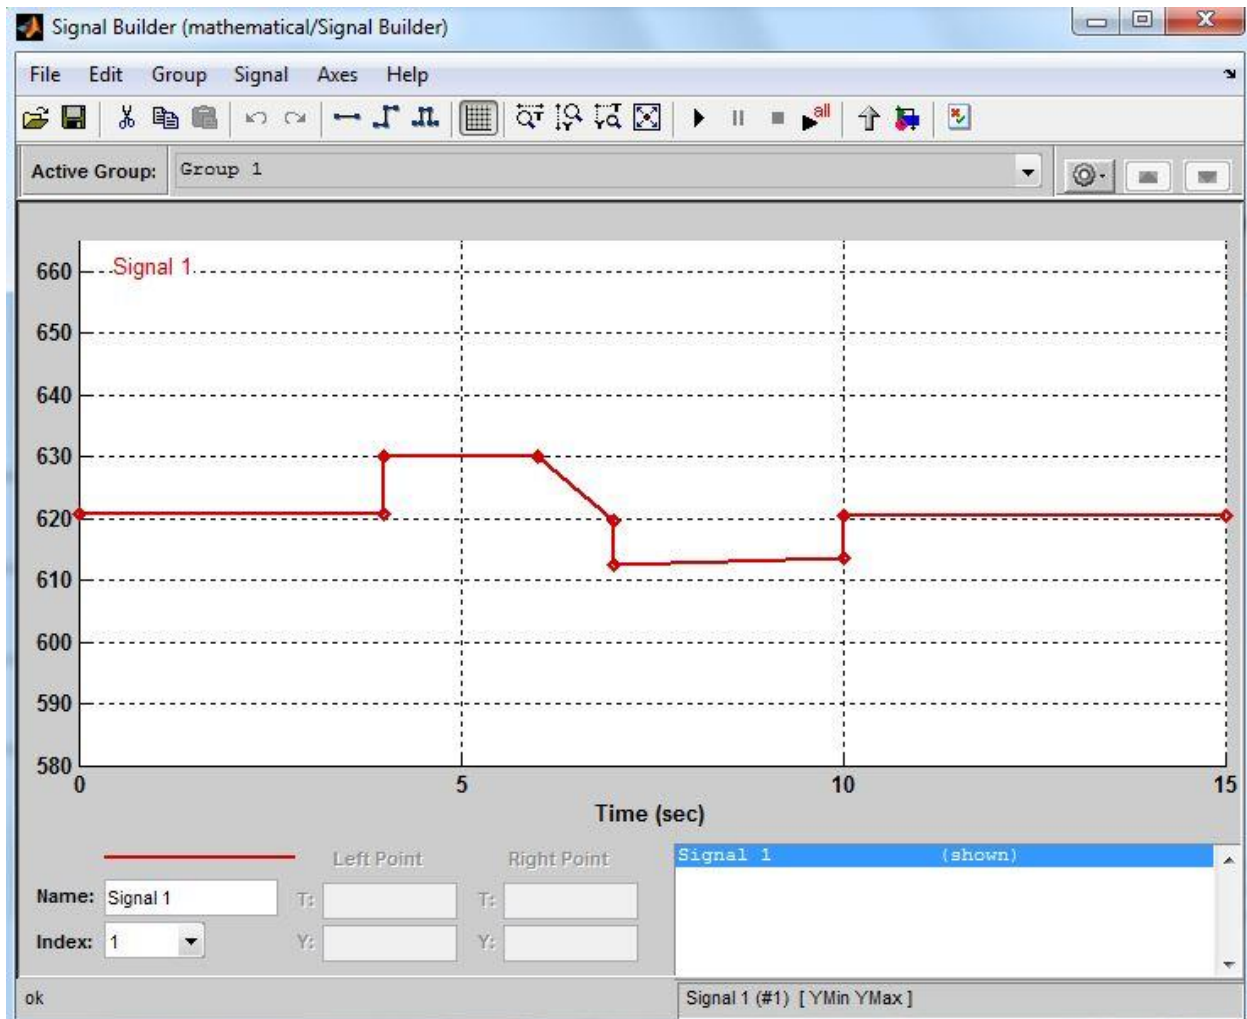 Signal Builder (mathematical/Signal Builder)
File Edit Group Signal Axes Help
all
Active Group: Group 1
Signal 1
660
650
640
630
620
610
600
590
580
0 5 10 15
Time (sec)
Left Point Right Point
Name: Signal 1 T: T:
Index: 1 Y: Y:
Signal 1 (shown)
ok
Signal 1 (#1) [ YMin YMax ]